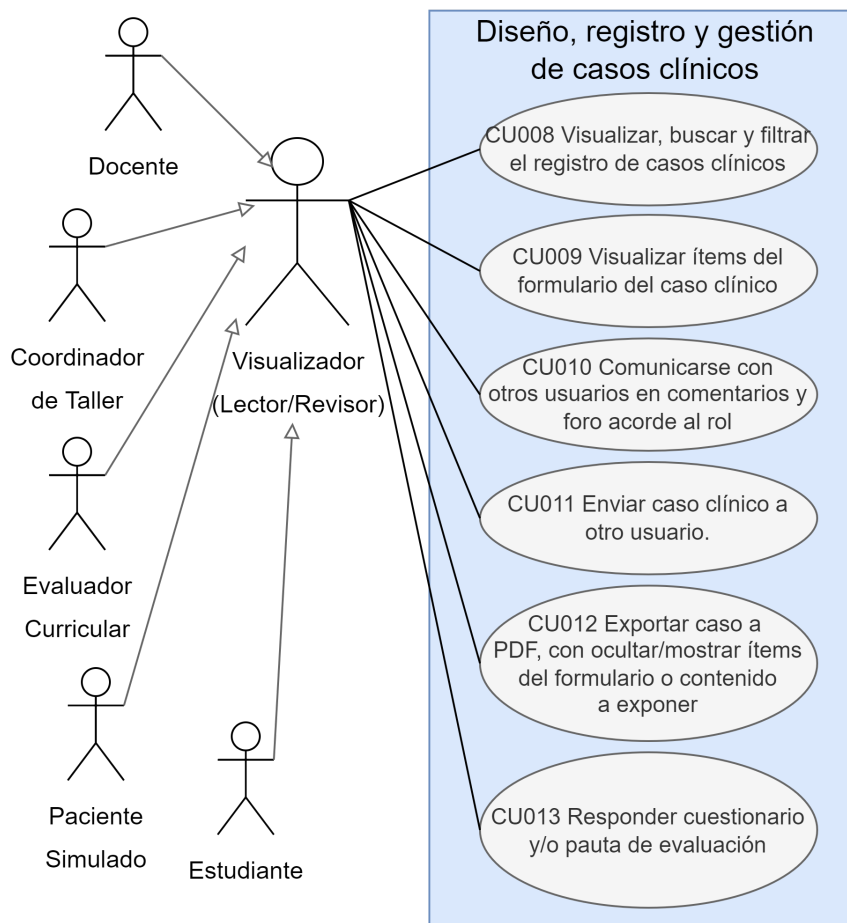 Diseño, registro y gestión
de casos clínicos
Docente
Coordinador
de Taller
Evaluador
Curricular
Paciente
Simulado
Estudiante
Visualizador
(Lector/Revisor)
CU008 Visualizar, buscar y filtrar
el registro de casos clínicos
CU009 Visualizar ítems del
formulario del caso clínico
CU010 Comunicarse con
otros usuarios en comentarios y
foro acorde al rol
CU011 Enviar caso clínico a
otro usuario.
CU012 Exportar caso a
PDF, con ocultar/mostrar ítems
del formulario o contenido
a exponer
CU013 Responder cuestionario
y/o pauta de evaluación